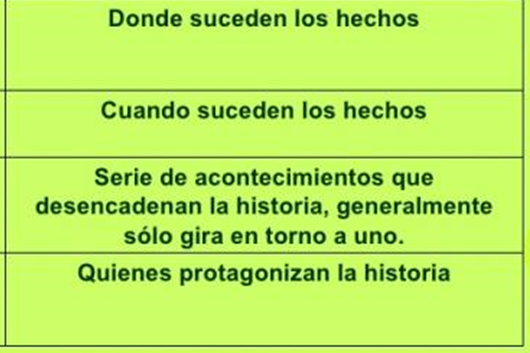 Donde suceden los hechos
Cuando suceden los hechos
Serie de acontecimientos que
desencadenan la historia, generalmente
sólo gira en torno a uno.
Quienes protagonizan la historia